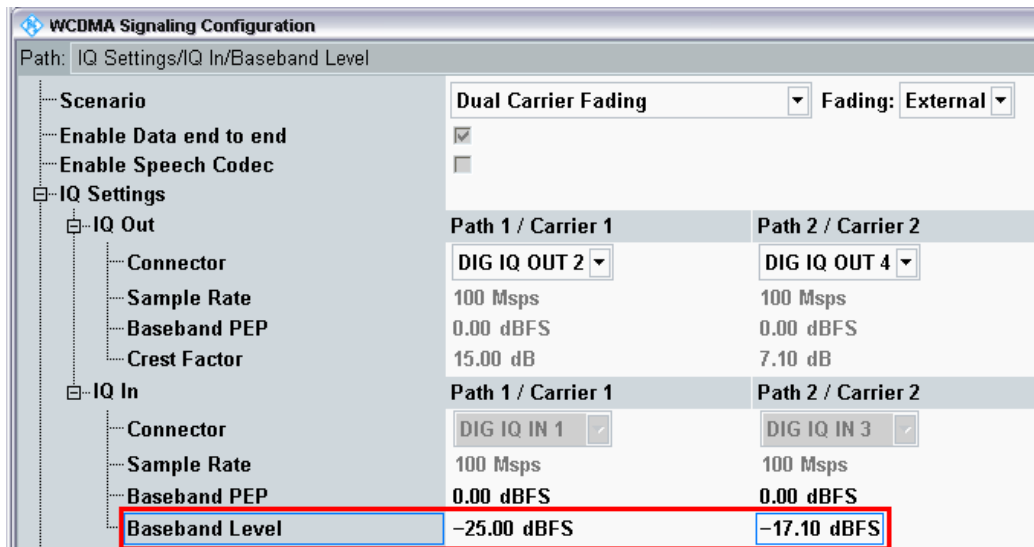 WCDMA Signaling Configuration
Path: IQ Settings/IQ In/Baseband Level
Scenario Dual Carrier Fading Fading: External
Enable Data end to end
Enable Speech Codec
IQ Settings
IQ Out Path 1 / Carrier 1 Path 2 / Carrier 2
Connector DIG IQ OUT 2 DIG IQ OUT 4
Sample Rate 100 Msps 100 Msps
Baseband PEP 0.00 dBFS 0.00 dBFS
Crest Factor 15.00 dB 7.10 dB
IQ In Path 1 / Carrier 1 Path 2 / Carrier 2
Connector DIG IQ IN 1 DIG IQ IN 3
Sample Rate 100 Msps 100 Msps
Baseband PEP 0.00 dBFS 0.00 dBFS
Baseband Level −25.00 dBFS −17.10 dBFS